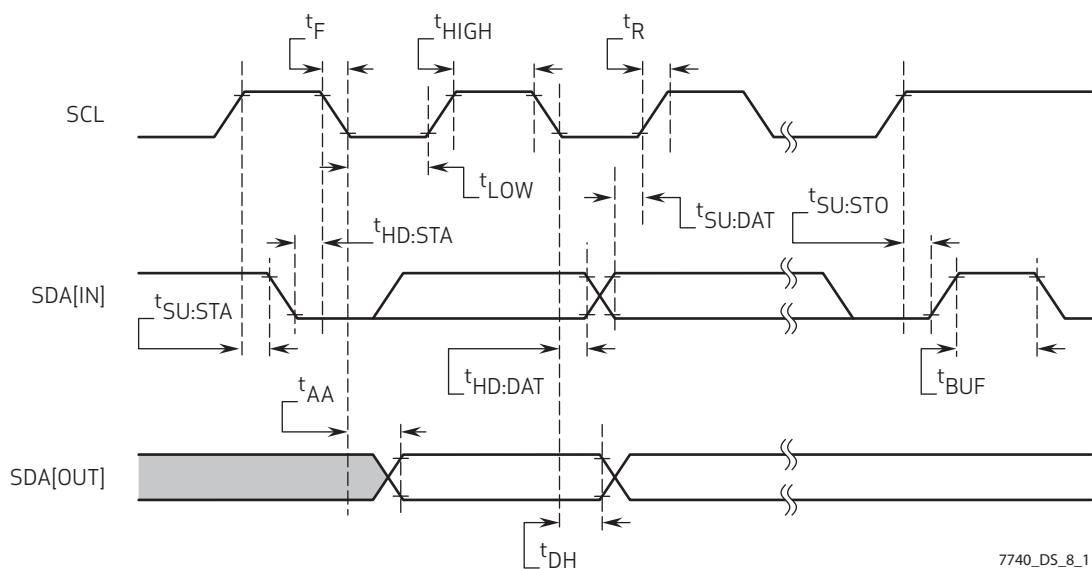 tF
tHIGH
tR
SCL
tLOW
tSU:DAT
tSU:STO
tHD:STA
SDA[IN]
tSU:STA
tHD:DAT
tBUF
tAA
SDA[OUT]
tDH
7740_DS_8_1